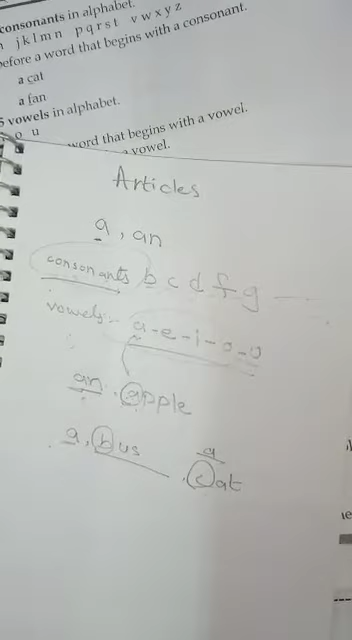 consonants in alphabet.
j k l m n p q r s t v w x y z
before a word that begins with a consonant.
a cat
a fan
5 vowels in alphabet.
o u
word that begins with a vowel.
a vowel.
Articles
a, an
consonants b c d f g
vowels:- a-e-i-o-u
an apple
a, bus
a
cat